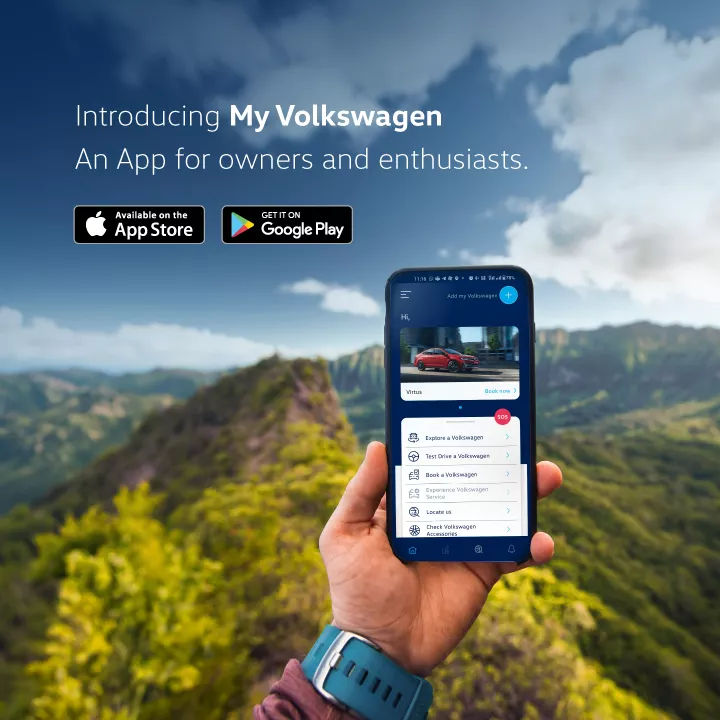 Introducing My Volkswagen
An App for owners and enthusiasts.
Available on the
App Store
GET IT ON
Google Play
11:16
Add my Volkswagen
Hi,
Virtus
Book now
SOS
Explore a Volkswagen
Test Drive a Volkswagen
Book a Volkswagen
Experience Volkswagen
Service
Locate us
Check Volkswagen
Accessories